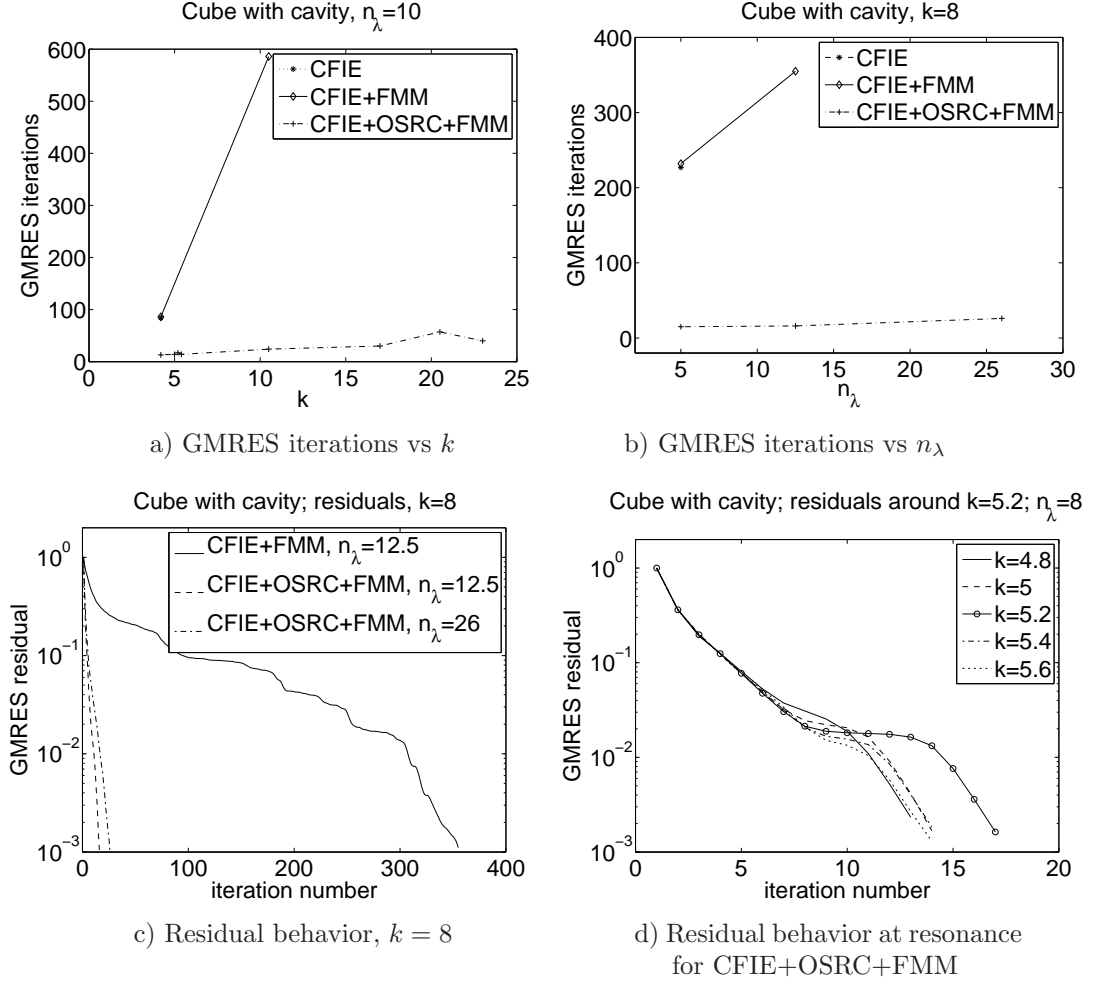 Cube with cavity, n_λ=10
600
500
400
300
200
100
0
GMRES iterations
CFIE
CFIE+FMM
CFIE+OSRC+FMM
0 5 10 15 20 25
k
a) GMRES iterations vs k
Cube with cavity, k=8
400
300
200
100
0
GMRES iterations
CFIE
CFIE+FMM
CFIE+OSRC+FMM
5 10 15 20 25 30
n_λ
b) GMRES iterations vs n_λ
Cube with cavity; residuals, k=8
10^0
10^−1
10^−2
10^−3
GMRES residual
CFIE+FMM, n_λ=12.5
CFIE+OSRC+FMM, n_λ=12.5
CFIE+OSRC+FMM, n_λ=26
0 100 200 300 400
iteration number
c) Residual behavior, k = 8
Cube with cavity; residuals around k=5.2; n_λ=8
10^0
10^−1
10^−2
10^−3
GMRES residual
k=4.8
k=5
k=5.2
k=5.4
k=5.6
0 5 10 15 20
iteration number
d) Residual behavior at resonance
for CFIE+OSRC+FMM